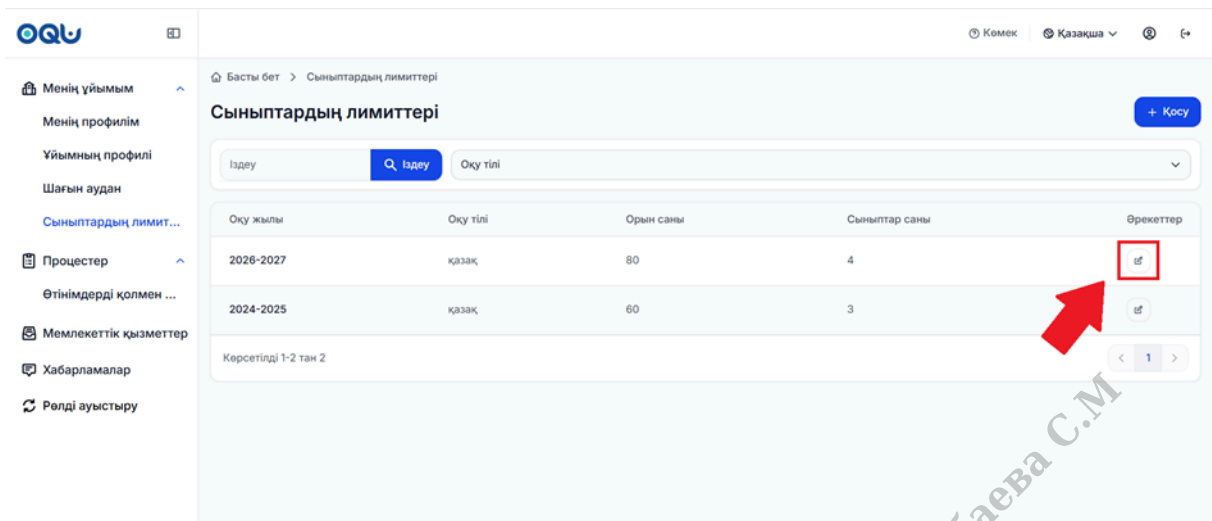 OQU
Көмек
Қазақша
Менің ұйымым
Менің профилім
Ұйымның профилі
Шағын аудан
Сыныптардың лимит...
Процестер
Өтінімдерді қолмен ...
Мемлекеттік қызметтер
Хабарламалар
Рөлді ауыстыру
Басты бет > Сыныптардың лимиттері
Сыныптардың лимиттері
+ Қосу
Іздеу
Іздеу
Оқу тілі
Оқу жылы Оқу тілі Орын саны Сыныптар саны Әрекеттер
2026-2027 қазақ 80 4
2024-2025 қазақ 60 3
Көрсетілді 1-2 тан 2
< 1 >
С.М